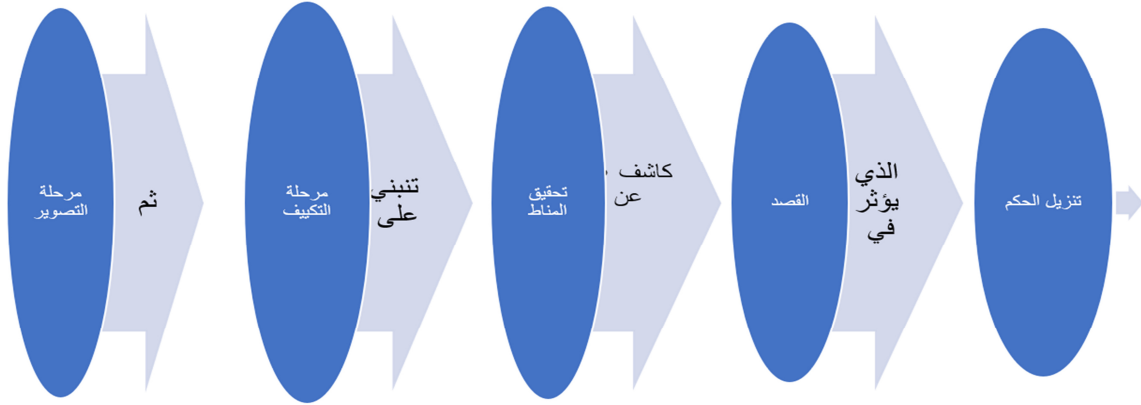 مرحلة
التصوير
ثم
مرحلة
التكييف
تنبني
على
تحقيق
المناط
كاشف
عن
القصد
الذي
يؤثر
في
تنزيل الحكم